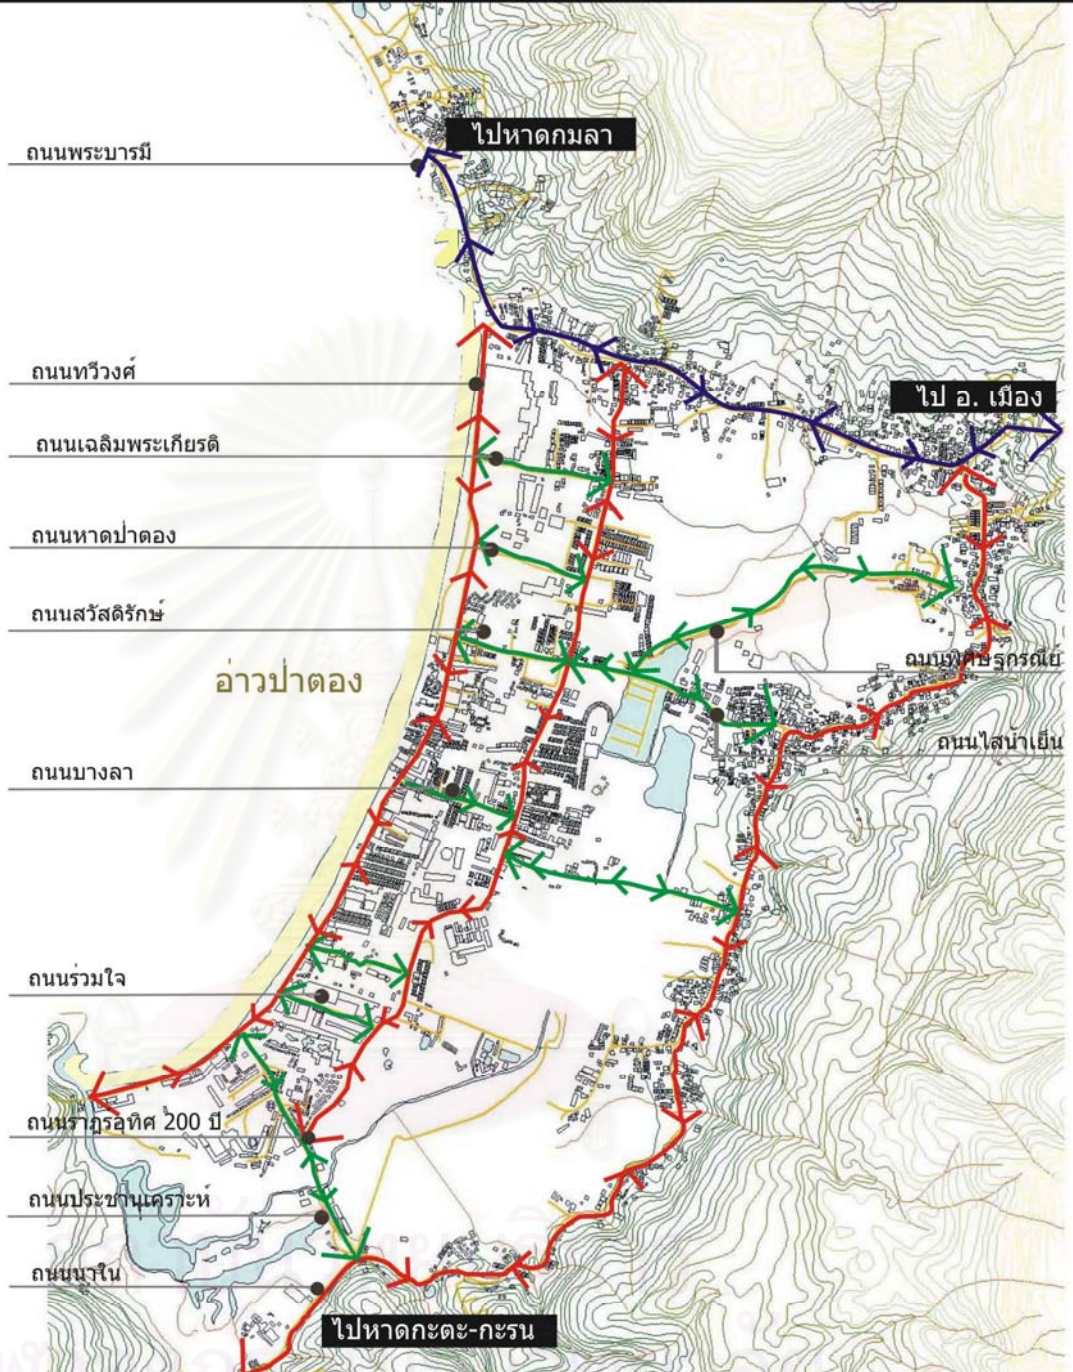 ไปหาดกมลา
ถนนพระบารมี
ถนนทวีวงศ์
ไป อ. เมือง
ถนนเฉลิมพระเกียรติ
ถนนหาดป่าตอง
ถนนสวัสดิรักษ์
ถนนพิศิษฐกรณีย์
อ่าวป่าตอง
ถนนไสน้ำเย็น
ถนนบางลา
ถนนร่วมใจ
ถนนราฎรอุทิศ 200 ปี
ถนนประชานุเคราะห์
ถนนนาใน
ไปหาดกะตะ-กะรน